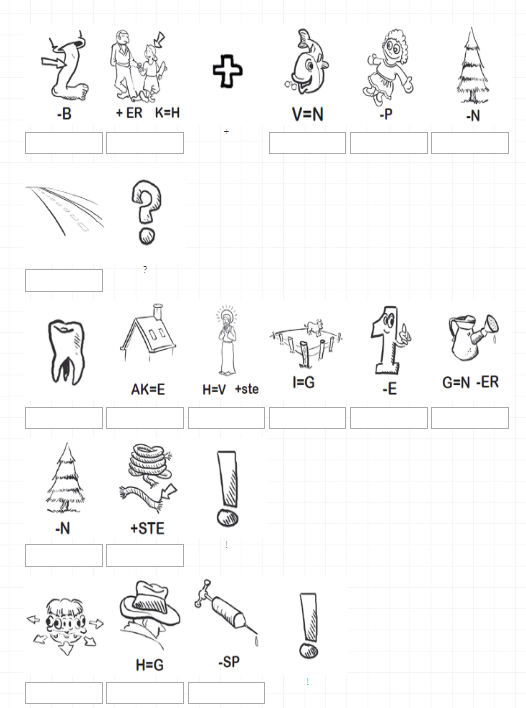 -B + ER K=H V=N -P -N
+
?
AK=E H=V +ste I=G -E G=N -ER
-N +STE
!
H=G -SP
!